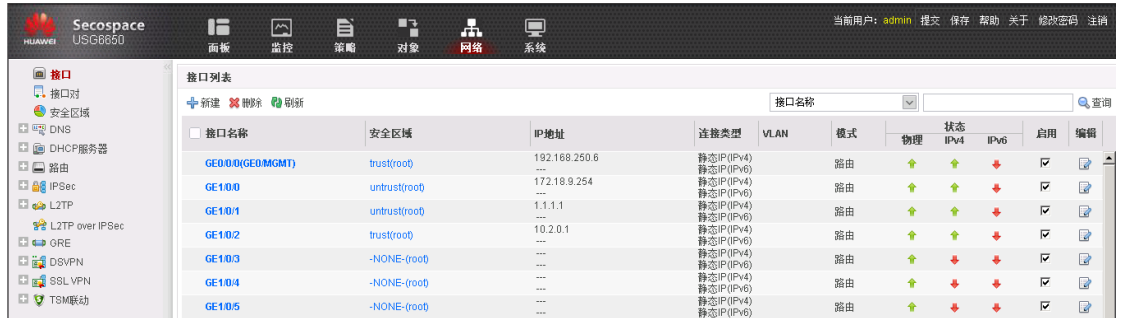 HUAWEI
Secospace
USG6650
面板 监控 策略 对象 网络 系统
当前用户: admin 提交 保存 帮助 关于 修改密码 注销
接口
接口对
安全区域
DNS
DHCP服务器
路由
IPSec
L2TP
L2TP over IPSec
GRE
DSVPN
SSL VPN
TSM联动
接口列表
新建 删除 刷新 接口名称 查询
接口名称 安全区域 IP地址 连接类型 VLAN 模式 状态 启用 编辑
物理 IPv4 IPv6
GE0/0/0(GE0/MGMT) trust(root) 192.168.250.6 静态IP(IPv4) 路由
--- 静态IP(IPv6)
GE1/0/0 untrust(root) 172.18.9.254 静态IP(IPv4) 路由
--- 静态IP(IPv6)
GE1/0/1 untrust(root) 1.1.1.1 静态IP(IPv4) 路由
--- 静态IP(IPv6)
GE1/0/2 trust(root) 10.2.0.1 静态IP(IPv4) 路由
--- 静态IP(IPv6)
GE1/0/3 -NONE-(root) --- 静态IP(IPv4) 路由
--- 静态IP(IPv6)
GE1/0/4 -NONE-(root) --- 静态IP(IPv4) 路由
--- 静态IP(IPv6)
GE1/0/5 -NONE-(root) --- 静态IP(IPv4) 路由
--- 静态IP(IPv6)